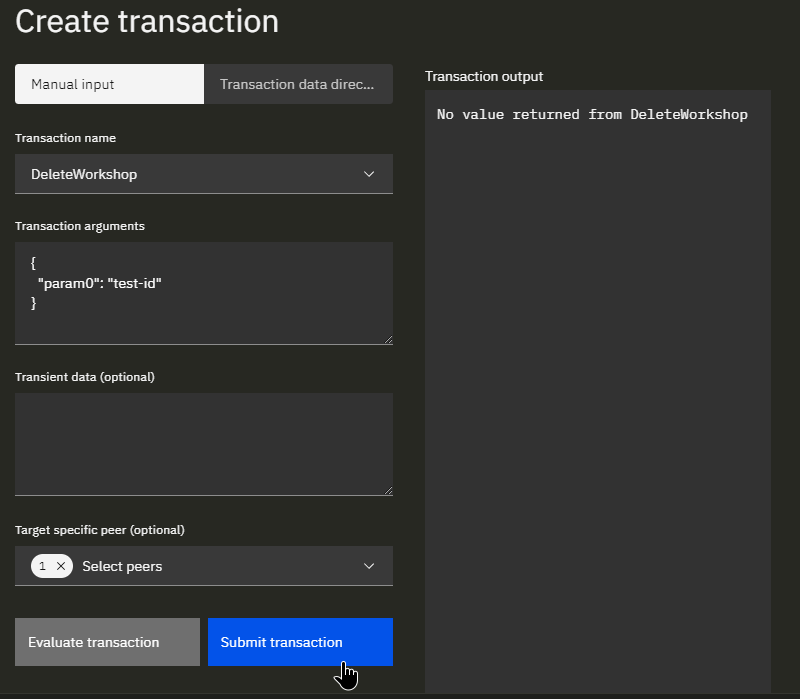 Create transaction
Manual input
Transaction data direc...
Transaction name
DeleteWorkshop
Transaction arguments
{
"param0": "test-id"
}
Transient data (optional)
Target specific peer (optional)
1 × Select peers
Evaluate transaction
Submit transaction
Transaction output
No value returned from DeleteWorkshop